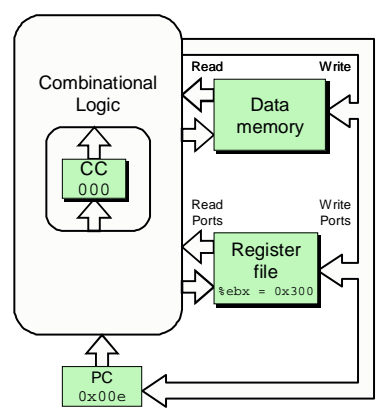 Combinational
Logic
CC
000
Read
Write
Data
memory
Read
Ports
Write
Ports
Register
file
%ebx = 0x300
PC
0x00e